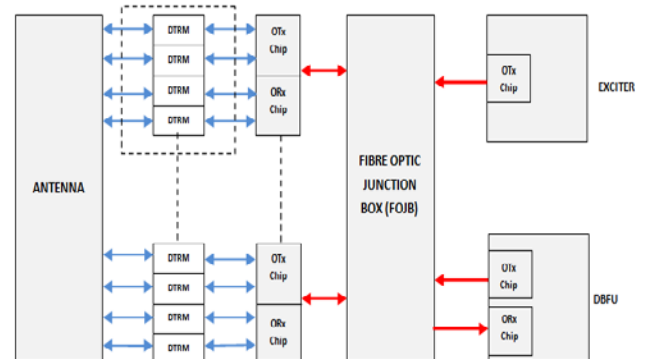 ANTENNA
DTRM
DTRM
DTRM
DTRM
OTx
Chip
ORx
Chip
DTRM
DTRM
DTRM
DTRM
OTx
Chip
ORx
Chip
FIBRE OPTIC
JUNCTION
BOX (FOJB)
OTx
Chip
EXCITER
OTx
Chip
ORx
Chip
DBFU